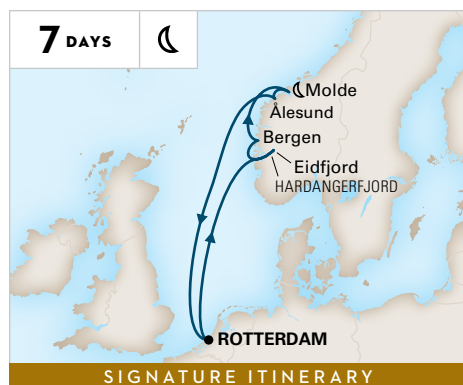 7 DAYS
Molde
Ålesund
Bergen
Eidfjord
HARDANGERFJORD
ROTTERDAM
SIGNATURE ITINERARY